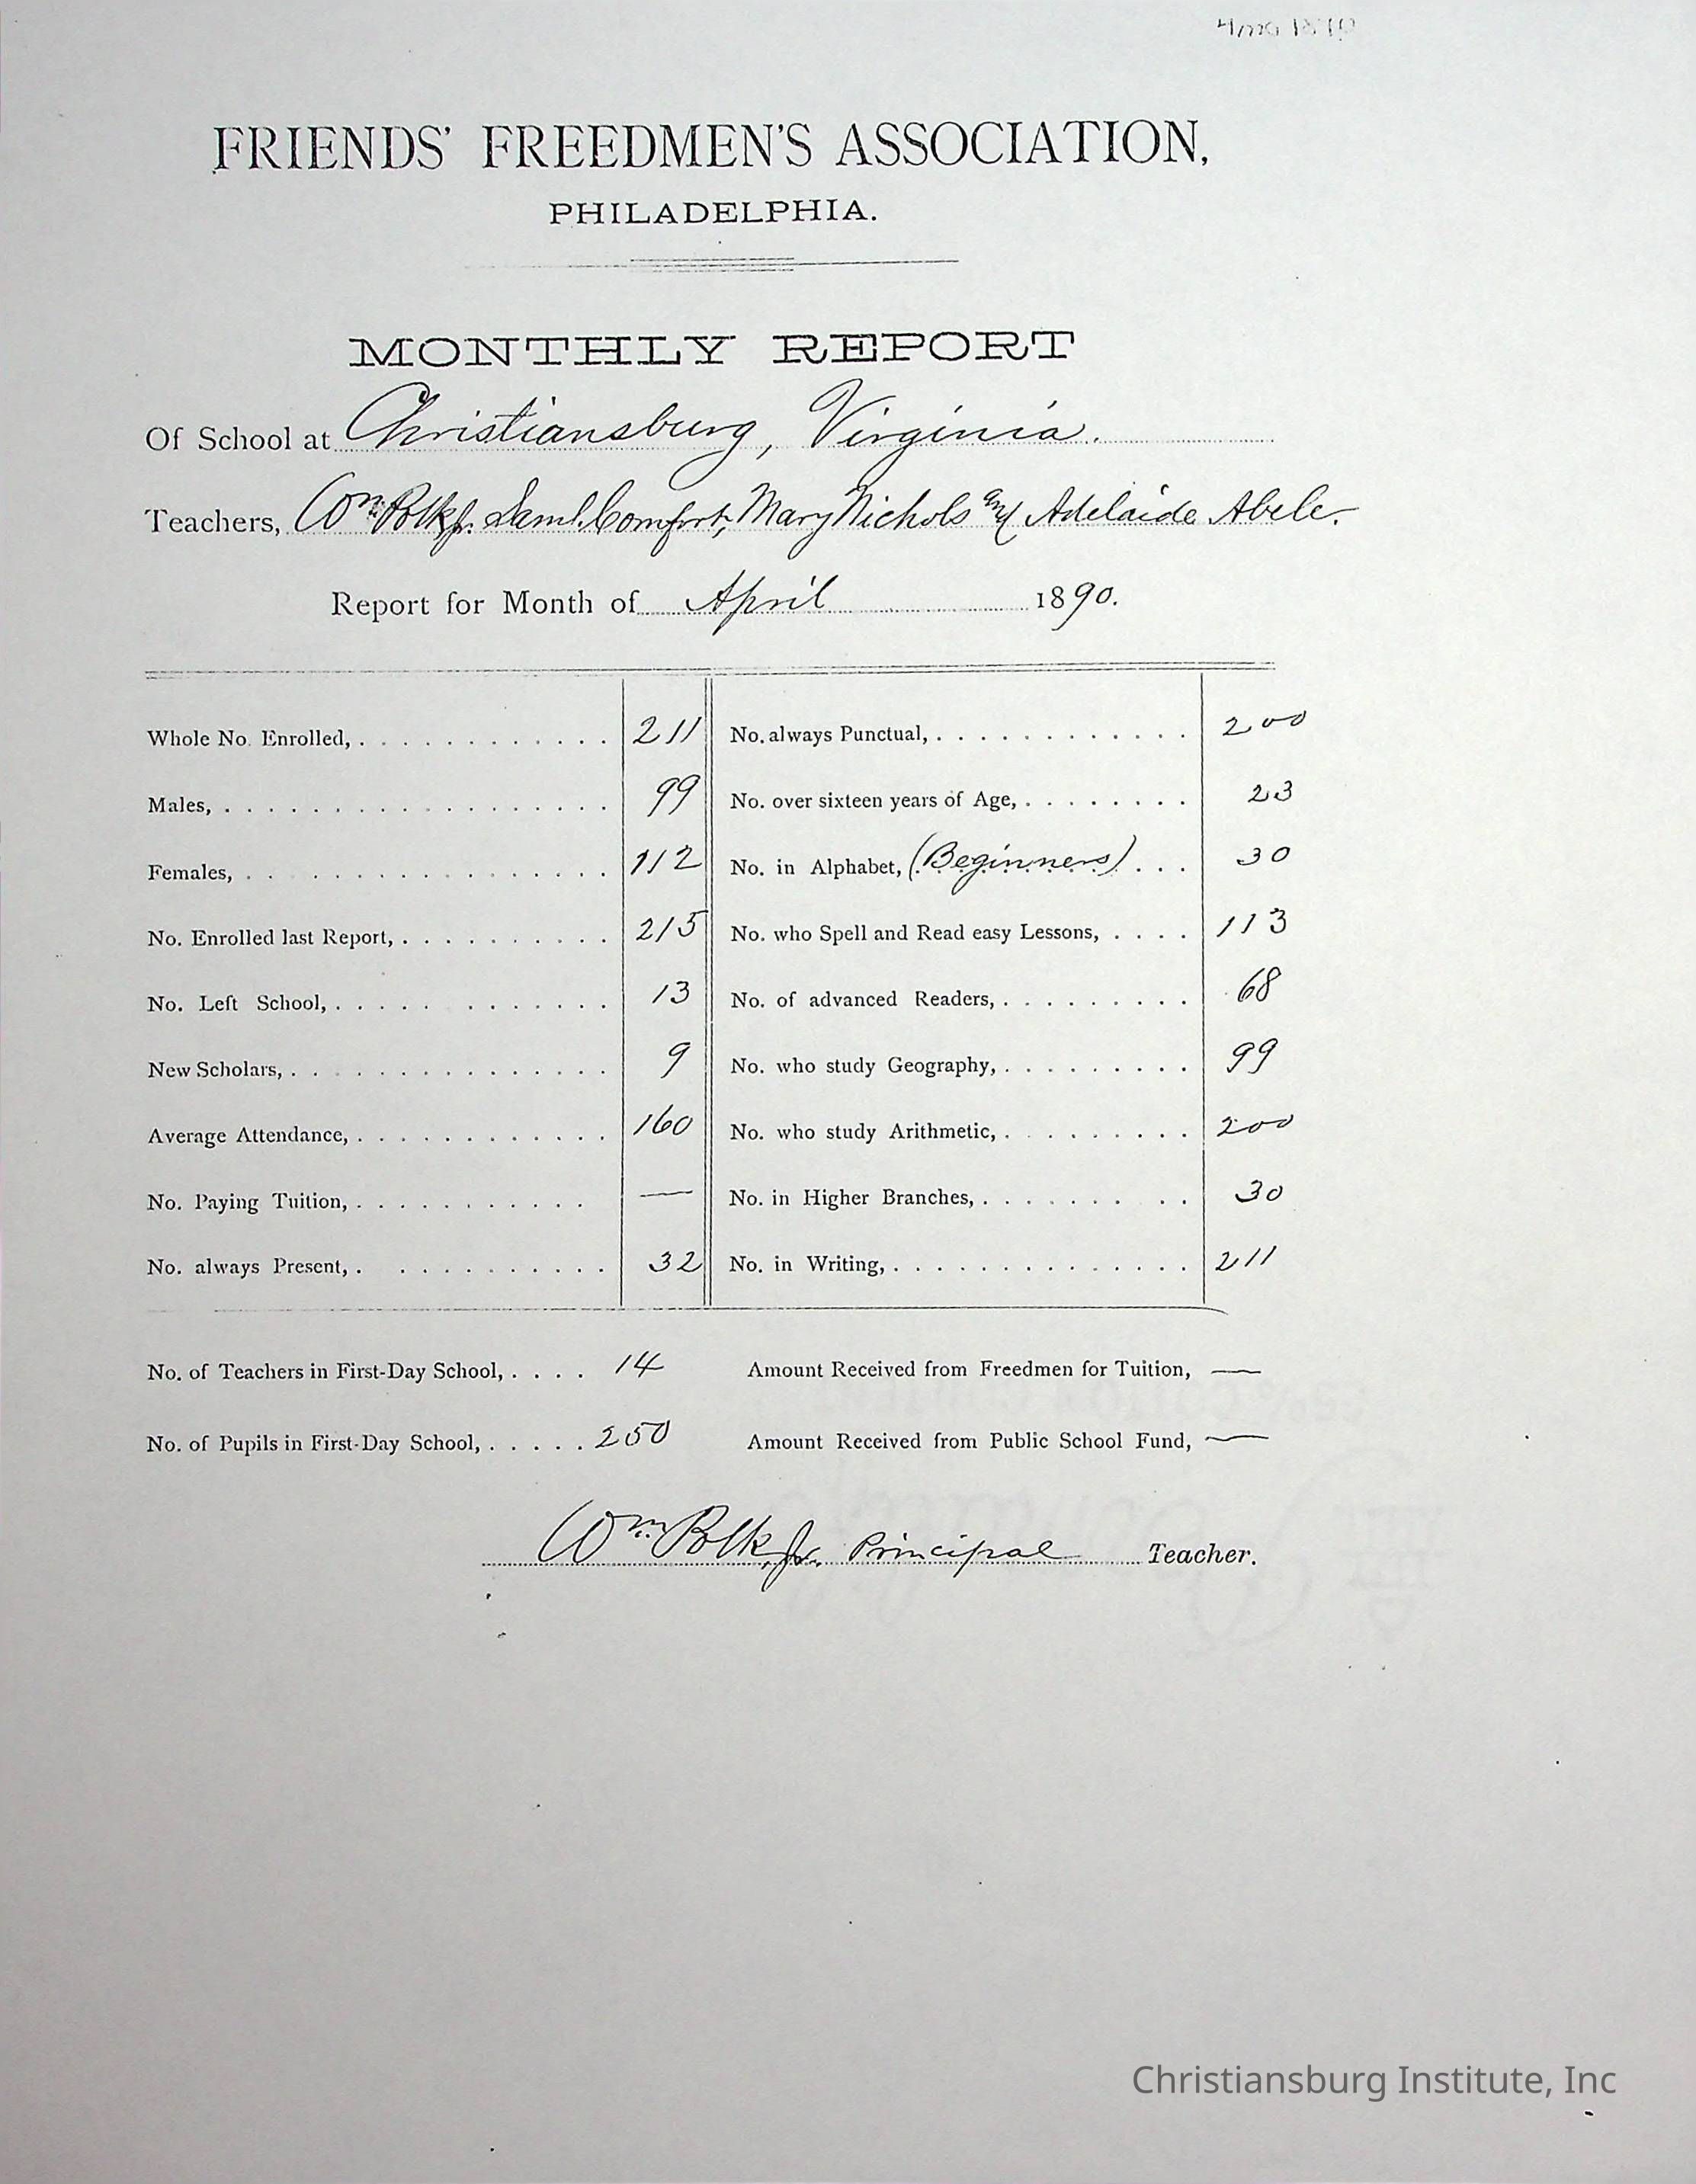 4mo 1890
FRIENDS' FREEDMEN'S ASSOCIATION,
PHILADELPHIA.
MONTHLY REPORT
Of School at Christiansburg, Virginia.
Teachers, Wm. Polk Jr. Saml. Comfort, Mary Nichols and Adelaide Abele.
Report for Month of April 1890.
Whole No. Enrolled, 211 No. always Punctual, 200
Males, 99 No. over sixteen years of Age, 23
Females, 112 No. in Alphabet, (Beginners) 30
No. Enrolled last Report, 215 No. who Spell and Read easy Lessons, 113
No. Left School, 13 No. of advanced Readers, 68
New Scholars, 9 No. who study Geography, 99
Average Attendance, 160 No. who study Arithmetic, 200
No. Paying Tuition, — No. in Higher Branches, 30
No. always Present, 32 No. in Writing, 211
No. of Teachers in First-Day School, 14 Amount Received from Freedmen for Tuition, —
No. of Pupils in First-Day School, 250 Amount Received from Public School Fund, —
Wm. Polk, Jr. Principal Teacher.
Christiansburg Institute, Inc